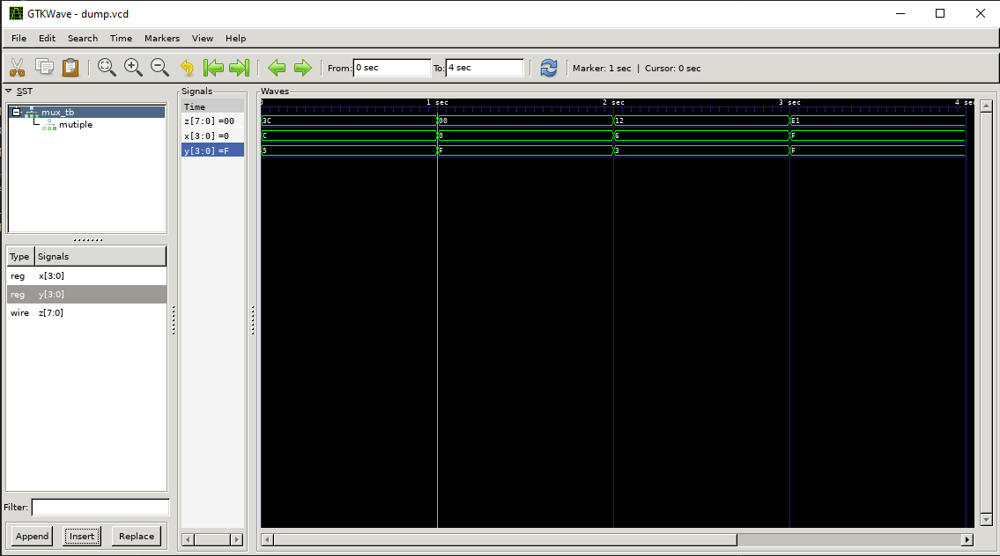 GTKWave - dump.vcd
File Edit Search Time Markers View Help
From: 0 sec To: 4 sec Marker: 1 sec | Cursor: 0 sec
SST
mux_tb
mutiple
Type Signals
reg x[3:0]
reg y[3:0]
wire z[7:0]
Filter:
Append Insert Replace
Signals
Time
z[7:0] =00
x[3:0] =0
y[3:0] =F
Waves
0 1 sec 2 sec 3 sec 4 sec
3C 00 12 E1
C 0 6 F
5 F 3 F